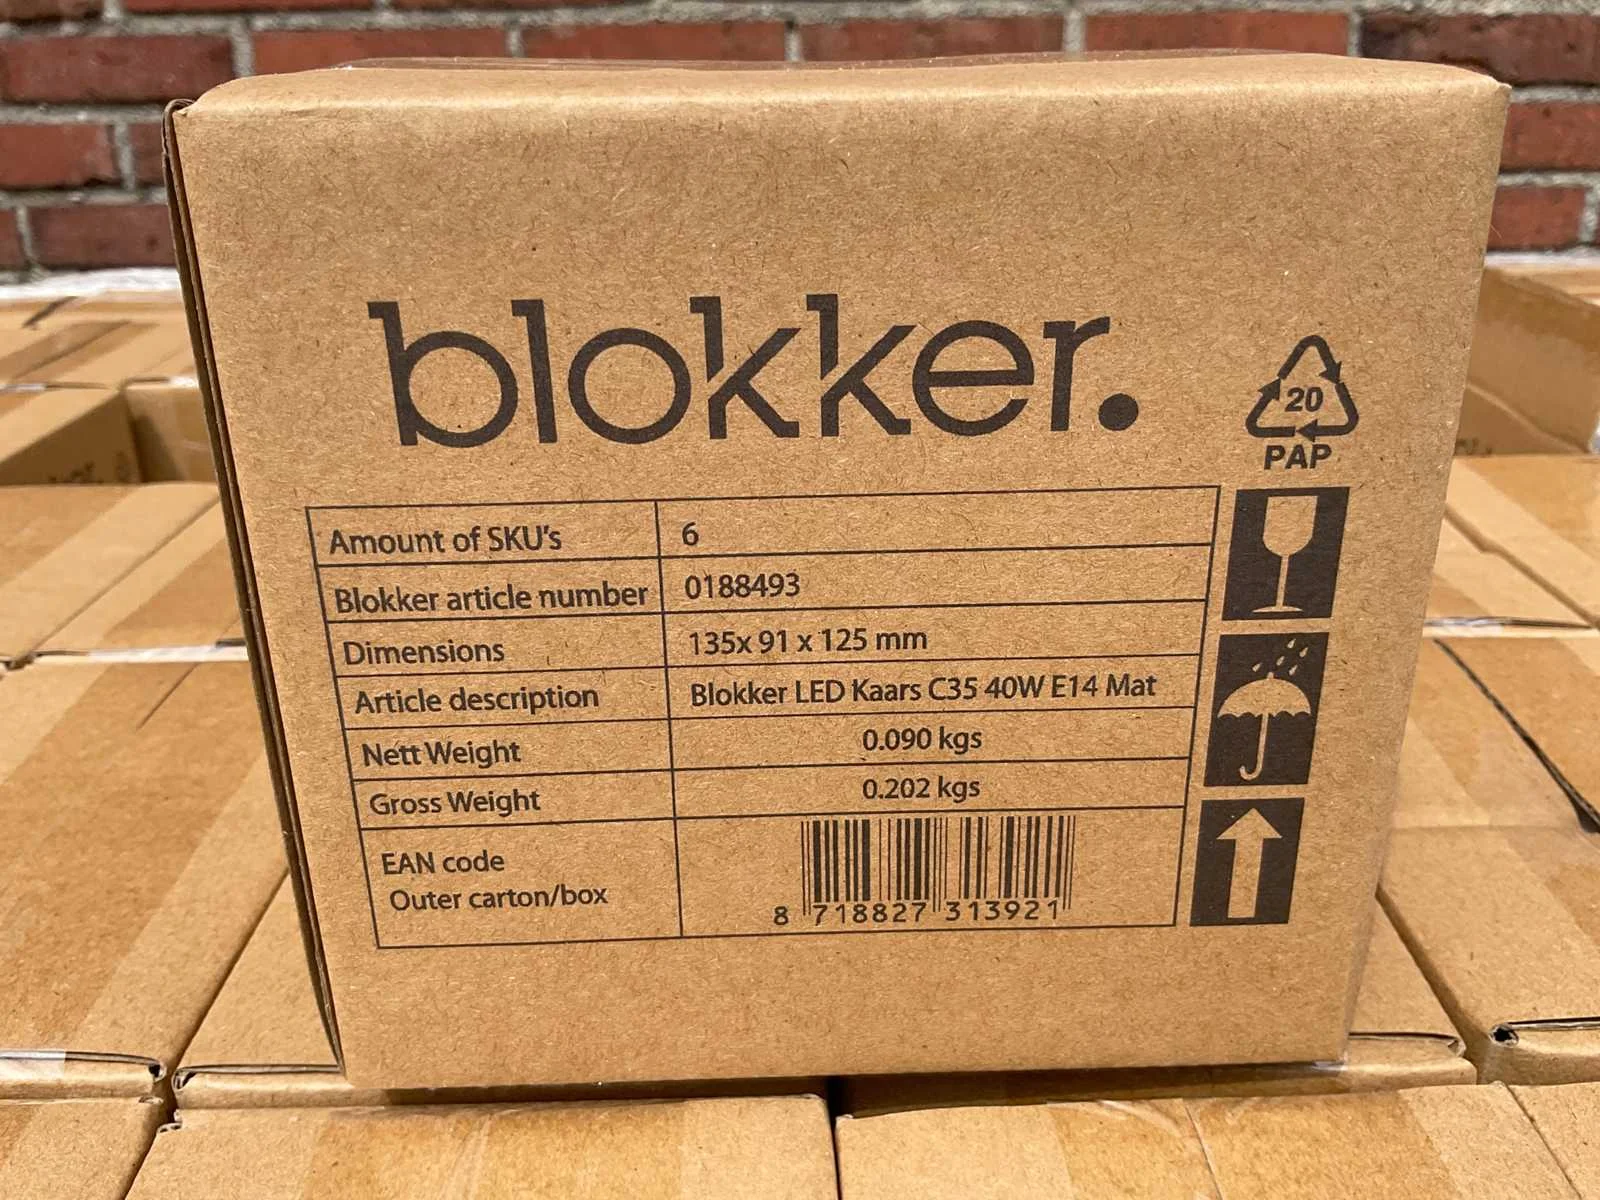 blokker.
20
PAP
Amount of SKU's 6
Blokker article number 0188493
Dimensions 135x 91 x 125 mm
Article description Blokker LED Kaars C35 40W E14 Mat
Nett Weight 0.090 kgs
Gross Weight 0.202 kgs
EAN code
Outer carton/box
8 718827 313921